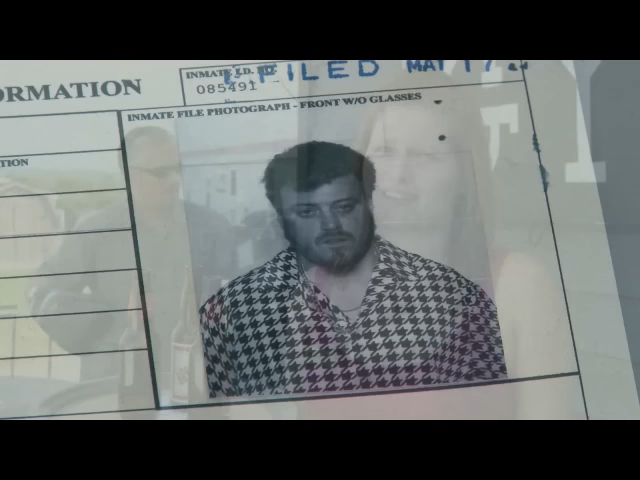 ORMATION
INMATE I.D. NO.
FILED MAY 17
085491
INMATE FILE PHOTOGRAPH - FRONT W/O GLASSES
TION